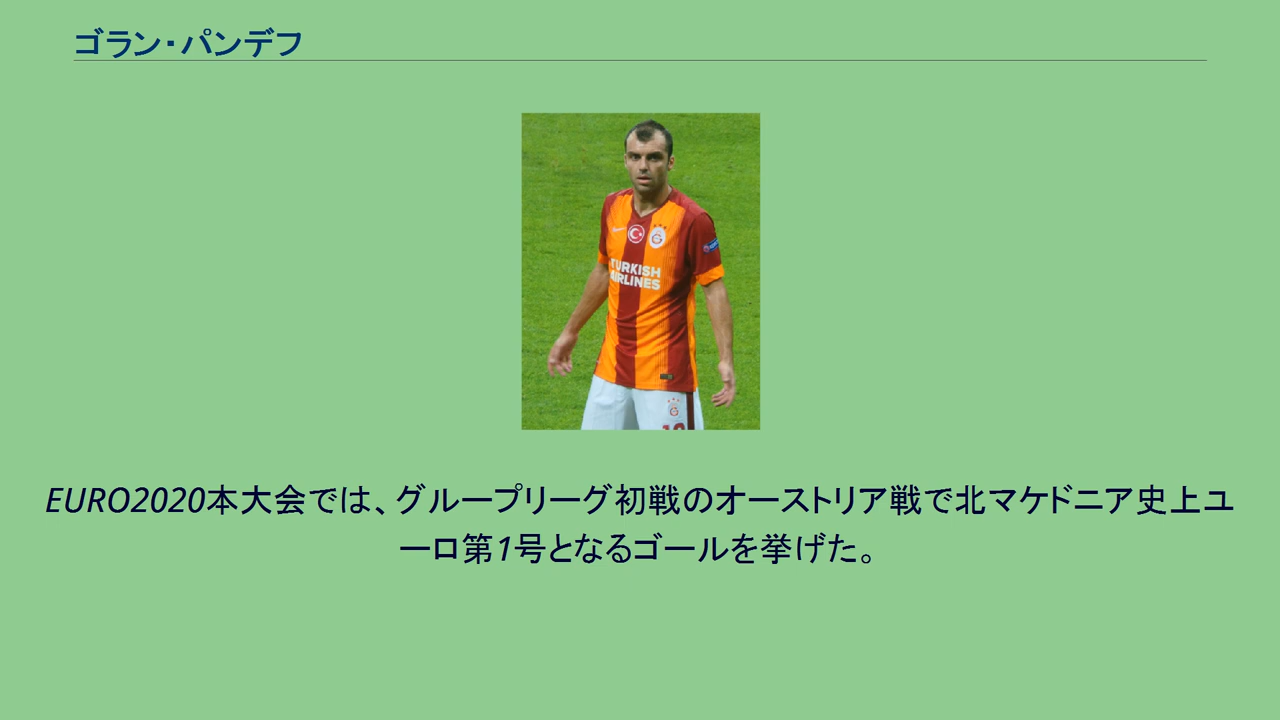 ゴラン・パンデフ
TURKISH
AIRLINES
EURO2020本大会では、グループリーグ初戦のオーストリア戦で北マケドニア史上ユ
ーロ第1号となるゴールを挙げた。